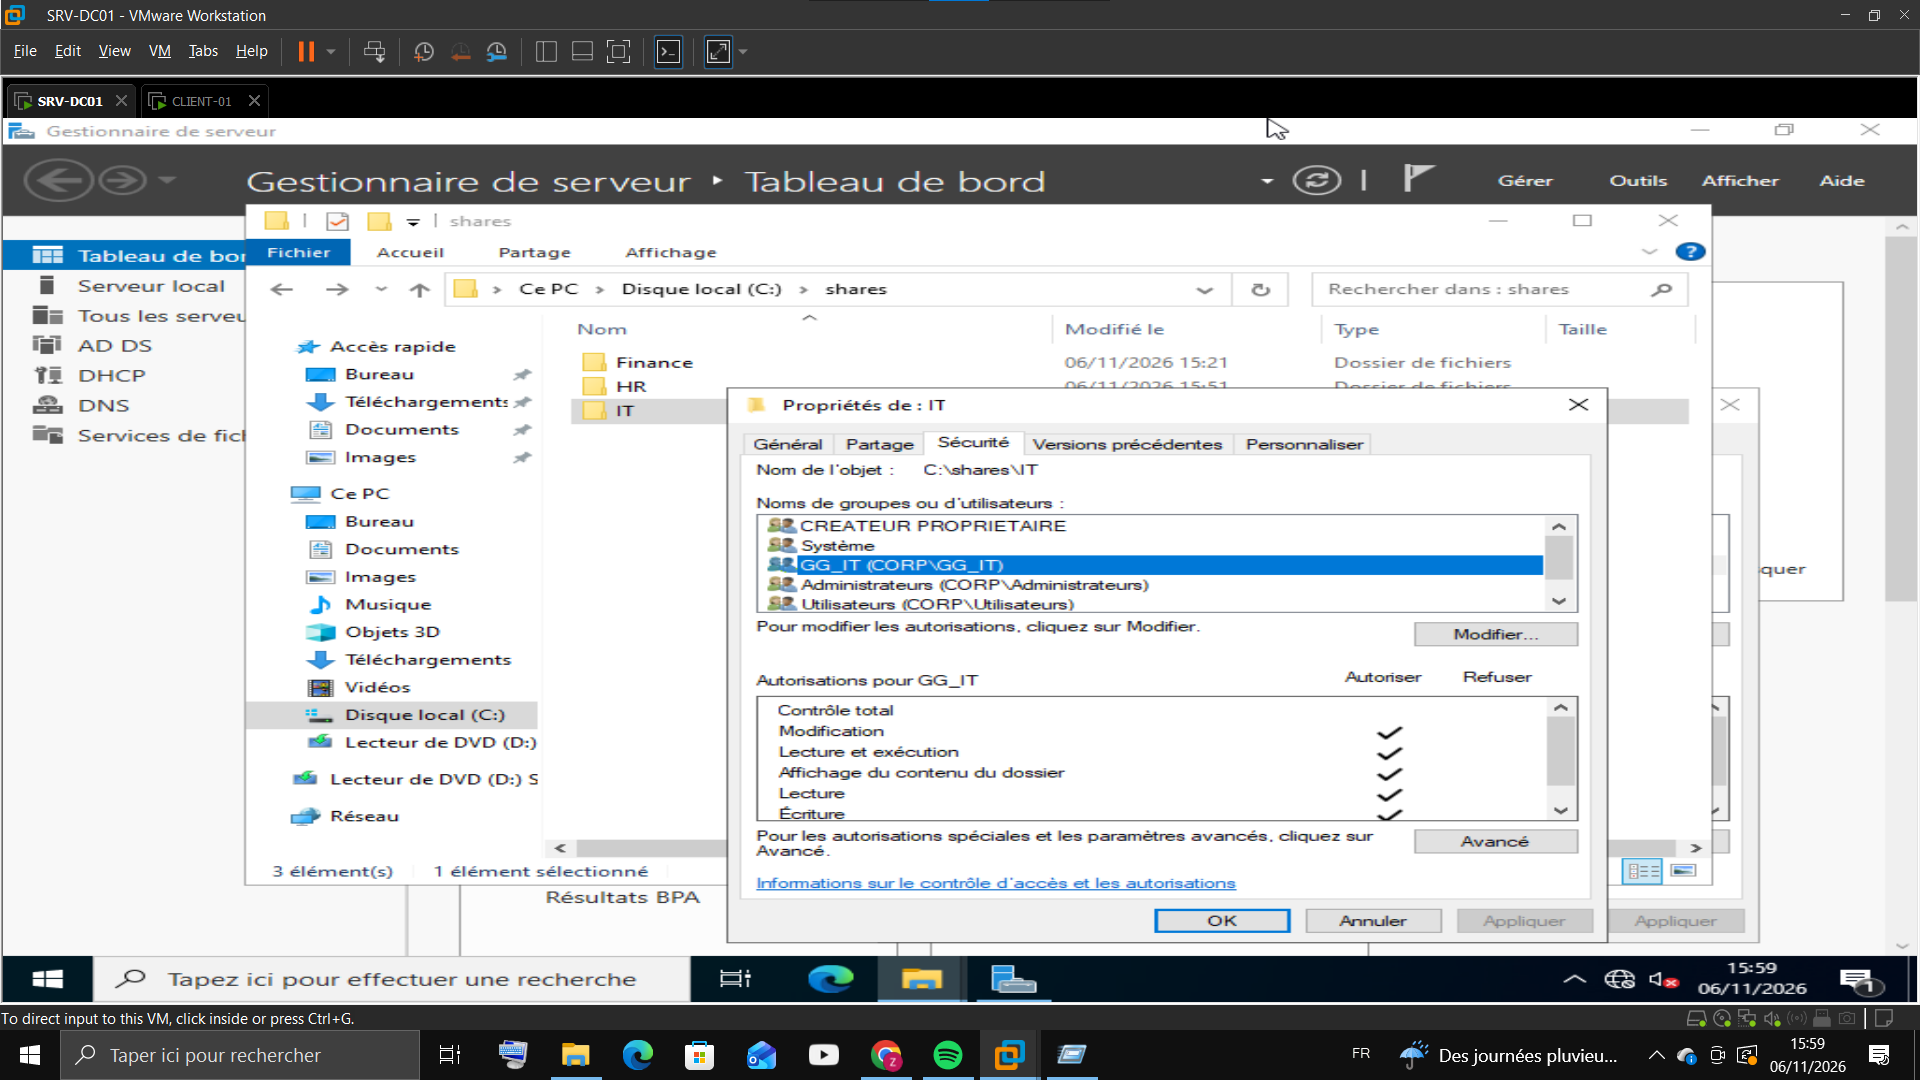 SRV-DC01 - VMware Workstation
File Edit View VM Tabs Help
SRV-DC01 CLIENT-01
Gestionnaire de serveur
Gestionnaire de serveur Tableau de bord Gérer Outils Afficher Aide
shares
Fichier Accueil Partage Affichage
Ce PC Disque local (C:) shares Rechercher dans : shares
Tableau de bor
Serveur local
Tous les serveu
AD DS
DHCP
DNS
Services de fich
Accès rapide
Bureau
Téléchargements
Documents
Images
Ce PC
Bureau
Documents
Images
Musique
Objets 3D
Téléchargements
Vidéos
Disque local (C:)
Lecteur de DVD (D:)
Lecteur de DVD (D:) S
Réseau
Nom Modifié le Type Taille
Finance 06/11/2026 15:21 Dossier de fichiers
HR 06/11/2026 15:51 Dossier de fichiers
IT
Propriétés de : IT
Général Partage Sécurité Versions précédentes Personnaliser
Nom de l'objet : C:\shares\IT
Noms de groupes ou d'utilisateurs :
CREATEUR PROPRIETAIRE
Système
GG_IT (CORP\GG_IT)
Administrateurs (CORP\Administrateurs)
Utilisateurs (CORP\Utilisateurs)
Pour modifier les autorisations, cliquez sur Modifier.
Modifier...
Autorisations pour GG_IT Autoriser Refuser
Contrôle total
Modification
Lecture et exécution
Affichage du contenu du dossier
Lecture
Écriture
Pour les autorisations spéciales et les paramètres avancés, cliquez sur Avancé.
Avancé
Informations sur le contrôle d'accès et les autorisations
OK Annuler Appliquer
Appliquer
quer
3 élément(s) 1 élément sélectionné
Résultats BPA
Tapez ici pour effectuer une recherche
15:59
06/11/2026
1
To direct input to this VM, click inside or press Ctrl+G.
Taper ici pour rechercher
FR Des journées pluvieu...
15:59
06/11/2026